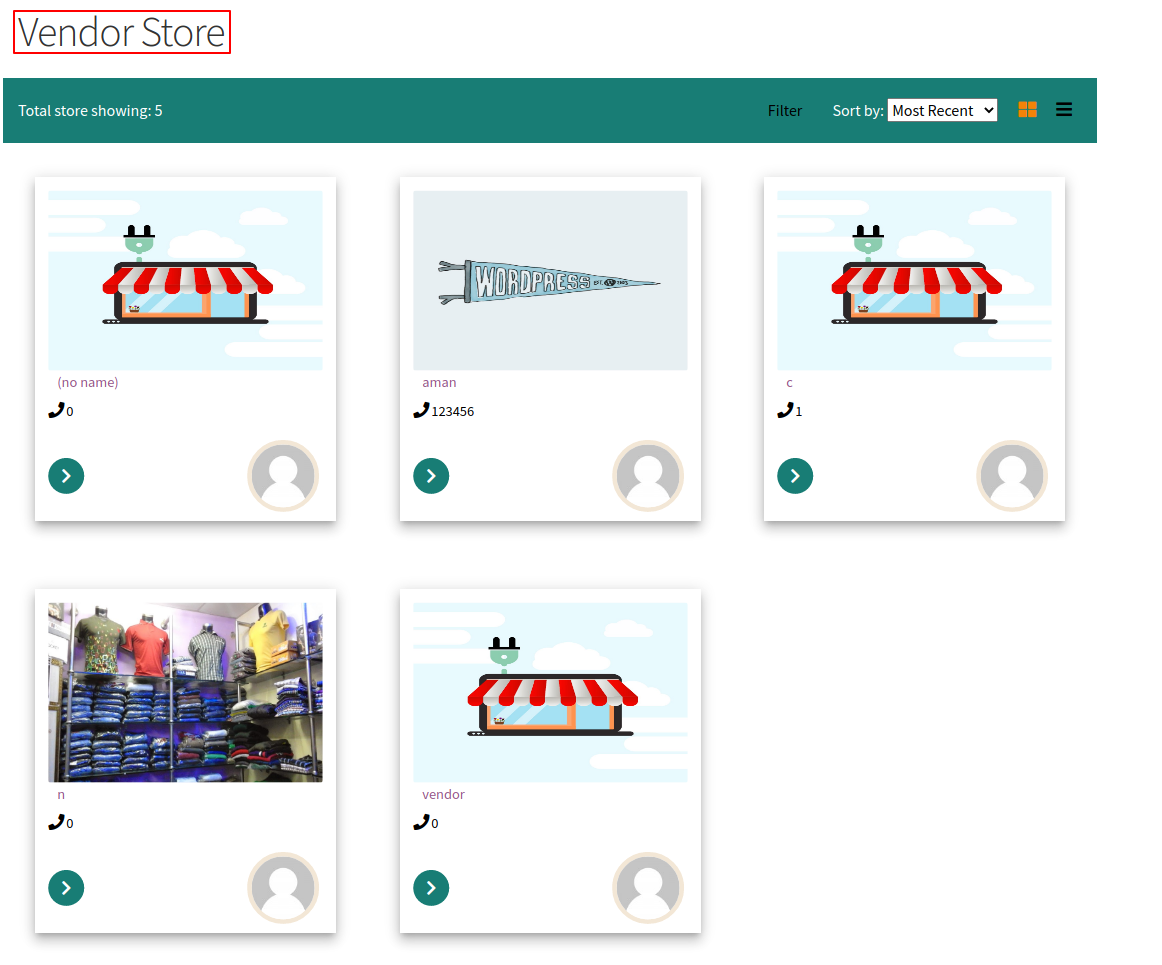 Vendor Store
Total store showing: 5
Filter
Sort by: Most Recent
WORDPRESS EST. 2003
(no name)
aman
c
0
123456
1
n
vendor
0
0